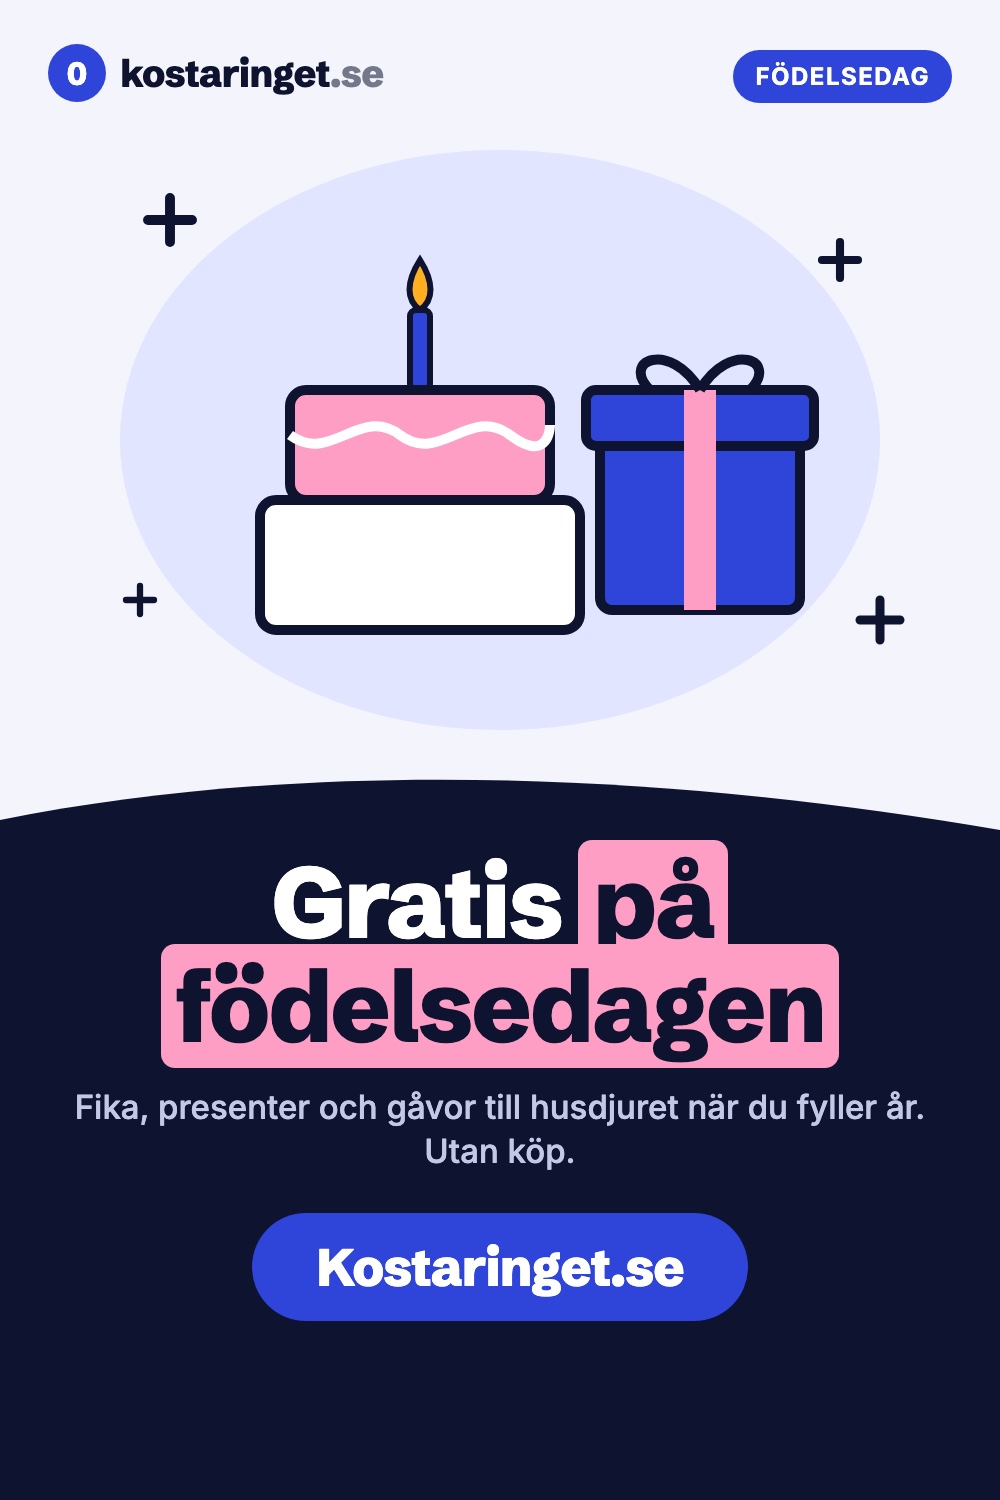 0 kostaringet.se
FÖDELSEDAG
Gratis på
födelsedagen
Fika, presenter och gåvor till husdjuret när du fyller år.
Utan köp.
Kostaringet.se